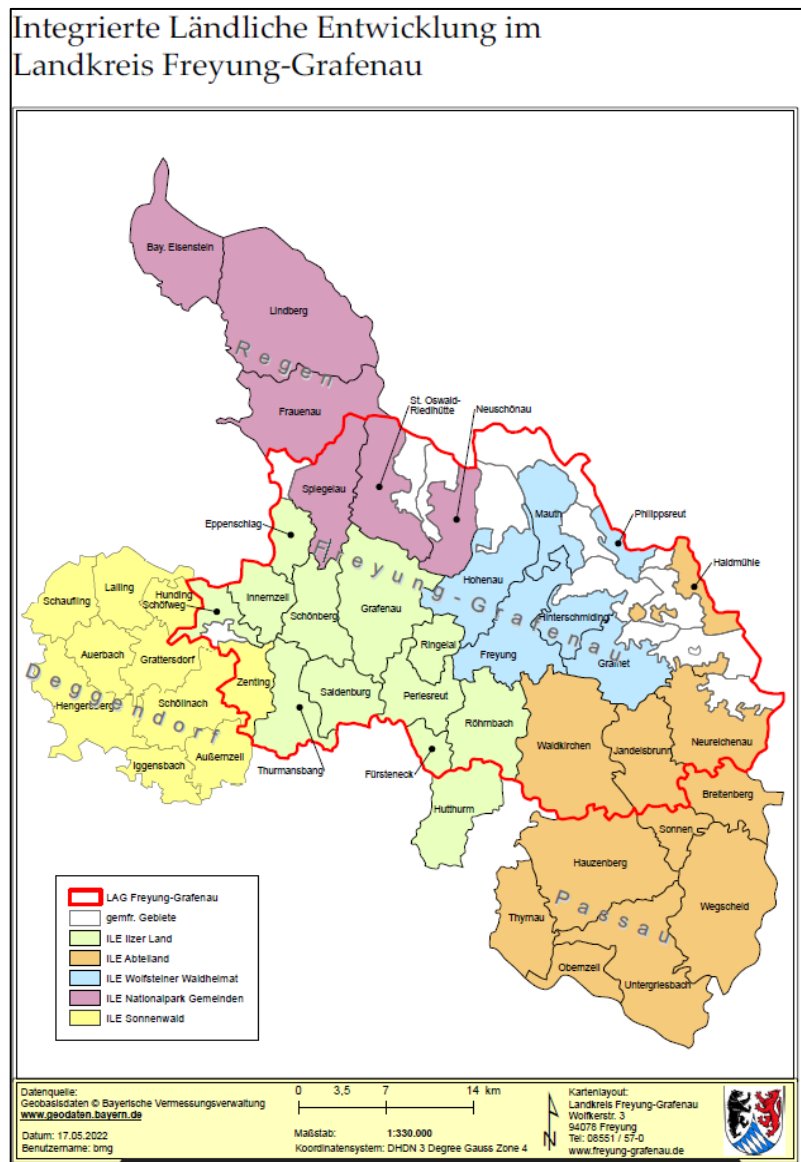 Integrierte Ländliche Entwicklung im
Landkreis Freyung-Grafenau
Bay. Eisenstein
Lindberg
Regen
Frauenau
St. Oswald-
Riedlhütte
Neuschönau
Spiegelau
Mauth
Philippsreut
Eppenschlag
Haidmühle
Freyung-Grafenau
Hohenau
Lalling
Hunding
Schaufling
Schöfweg
Innernzell
Schönberg
Grafenau
Hinterschmiding
Ringelai
Auerbach
Grattersdorf
Freyung
Grainet
Zenting
Deggendorf
Saldenburg
Perlesreut
Hengersberg
Schöllnach
Röhrnbach
Waldkirchen
Jandelsbrunn
Neureichenau
Außernzell
Iggensbach
Thurmansbang
Fürsteneck
Breitenberg
Hutthurm
Sonnen
Hauzenberg
Wegscheid
Thyrnau
Passau
Obernzell
Untergriesbach
LAG Freyung-Grafenau
gemfr. Gebiete
ILE Ilzer Land
ILE Abteiland
ILE Wolfsteiner Waldheimat
ILE Nationalpark Gemeinden
ILE Sonnenwald
Datenquelle:
Geobasisdaten © Bayerische Vermessungsverwaltung
www.geodaten.bayern.de
Datum: 17.05.2022
Benutzername: bmg
0 3,5 7 14 km
Maßstab: 1:330.000
Koordinatensystem: DHDN 3 Degree Gauss Zone 4
N
Kartenlayout:
Landkreis Freyung-Grafenau
Wolfkerstr. 3
94078 Freyung
Tel: 08551 / 57-0
www.freyung-grafenau.de